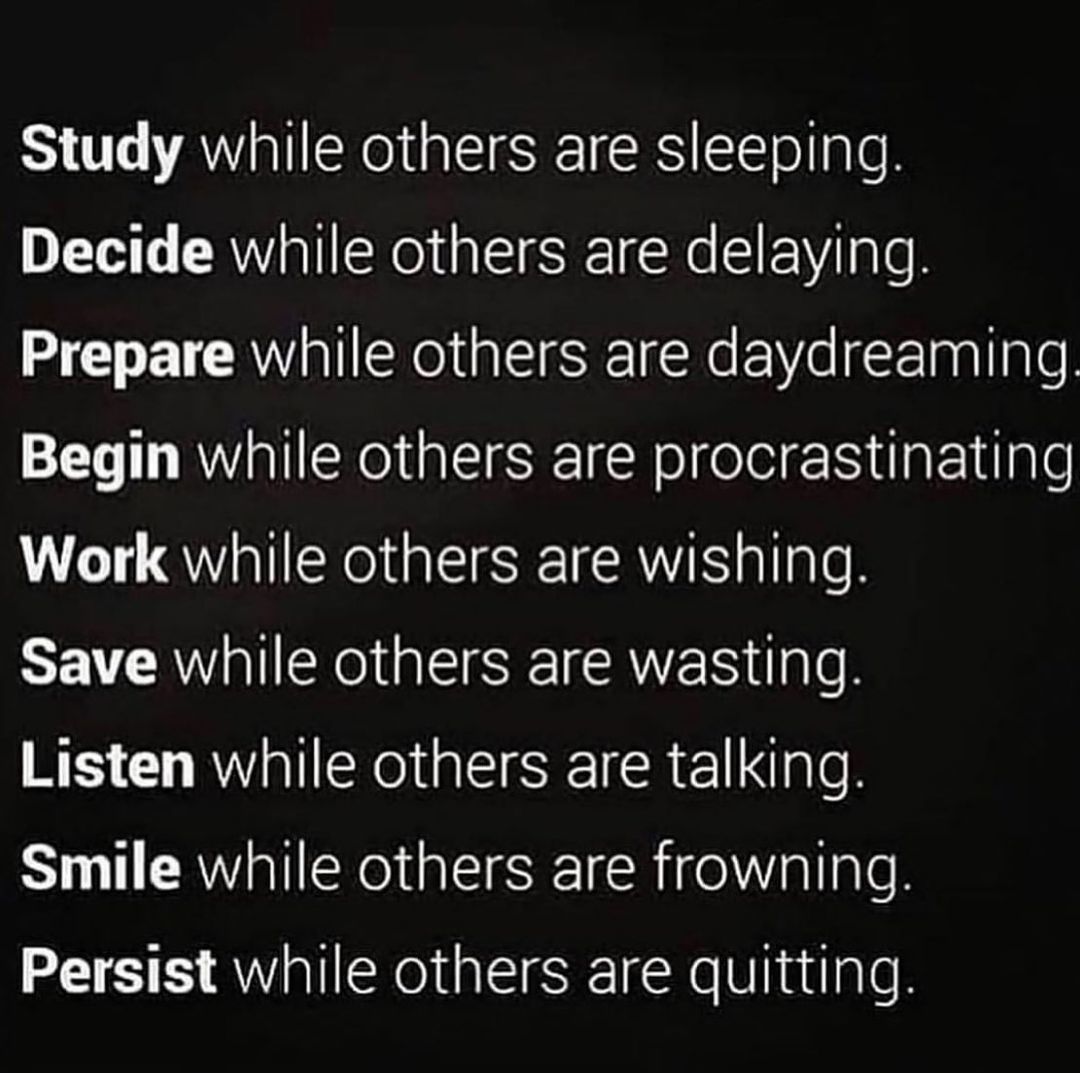 Study while others are sleeping.
Decide while others are delaying.
Prepare while others are daydreaming.
Begin while others are procrastinating
Work while others are wishing.
Save while others are wasting.
Listen while others are talking.
Smile while others are frowning.
Persist while others are quitting.